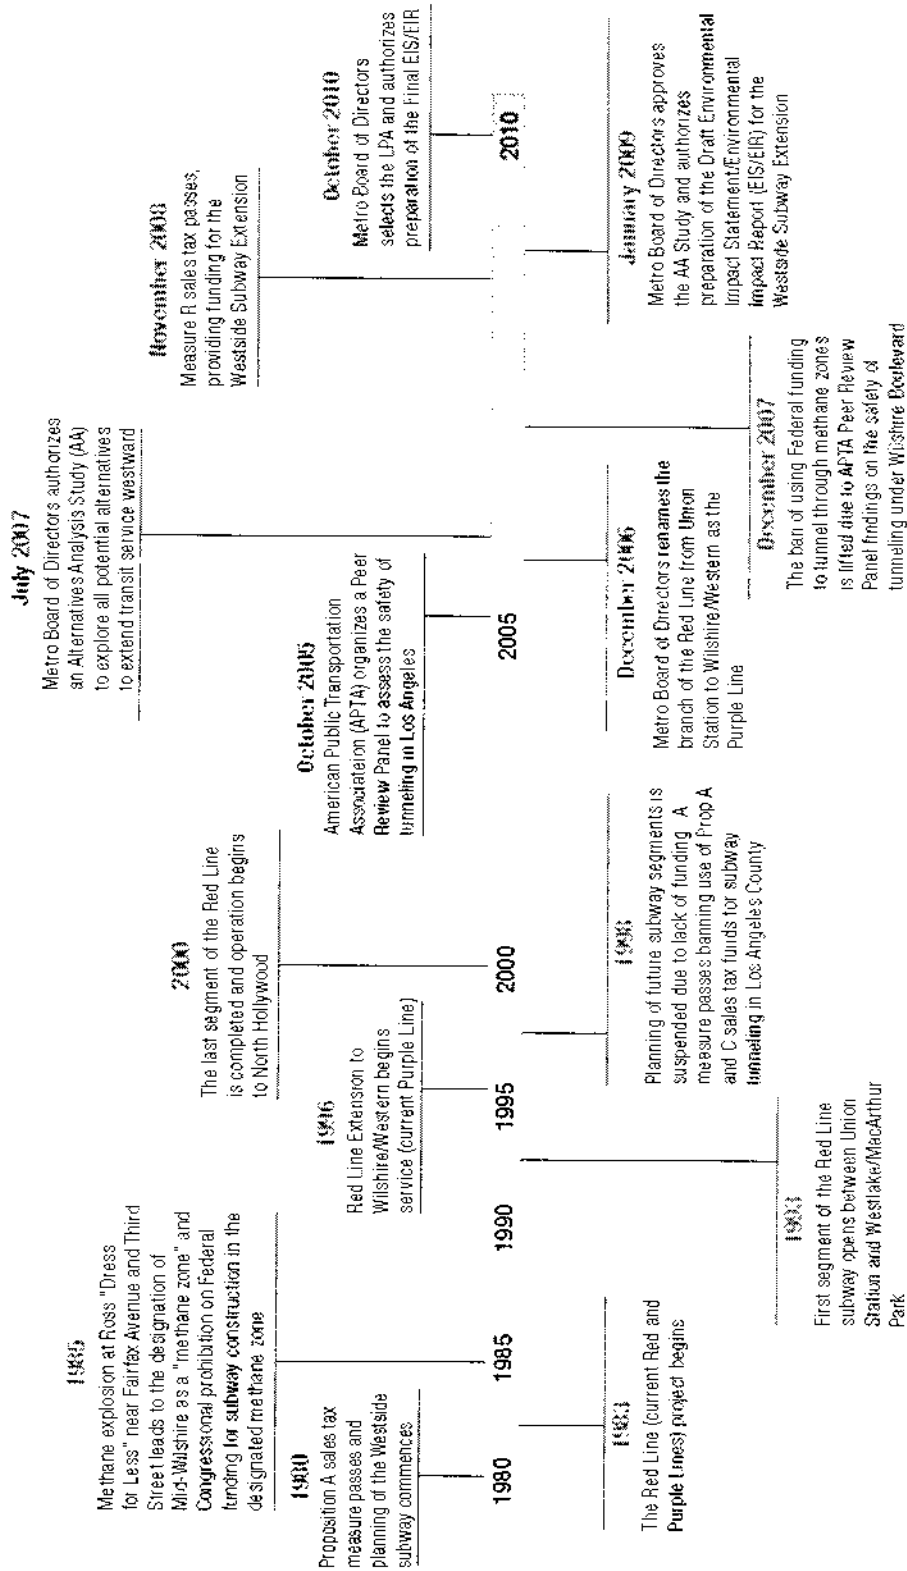 1985
Methane explosion at Ross "Dress
for Less" near Fairfax Avenue and Third
Street leads to the designation of
Mid-Wilshire as a "methane zone" and
Congressional prohibition on Federal
funding for subway construction in the
designated methane zone
1980
Proposition A sales tax
measure passes and
planning of the Westside
subway commences
2000
The last segment of the Red Line
is completed and operation begins
to North Hollywood
1996
Red Line Extension to
Wilshire/Western begins
service (current Purple Line)
July 2007
Metro Board of Directors authorizes
an Alternatives Analysis Study (AA)
to explore all potential alternatives
to extend transit service westward
October 2005
American Public Transportation
Associateion (APTA) organizes a Peer
Review Panel to assess the safety of
tunneling in Los Angeles
November 2008
Measure R sales tax passes,
providing funding for the
Westside Subway Extension
October 2010
Metro Board of Directors
selects the LPA and authorizes
preparation of the Final EIS/EIR
1980
1985
1990
1995
2000
2005
2010
1983
The Red Line (current Red and
Purple Lines) project begins
1993
First segment of the Red Line
subway opens between Union
Station and Westlake/MacArthur
Park
1998
Planning of future subway segments is
suspended due to lack of funding. A
measure passes banning use of Prop A
and C sales tax funds for subway
tunneling in Los Angeles County
December 2006
Metro Board of Directors renames the
branch of the Red Line from Union
Station to Wilshire/Western as the
Purple Line
December 2007
The ban of using Federal funding
to tunnel through methane zones
is lifted due to APTA Peer Review
Panel findings on the safety of
tunneling under Wilshire Boulevard
January 2009
Metro Board of Directors approves
the AA Study and authorizes
preparation of the Draft Environmental
Impact Statement/Environmental
Impact Report (EIS/EIR) for the
Westside Subway Extension